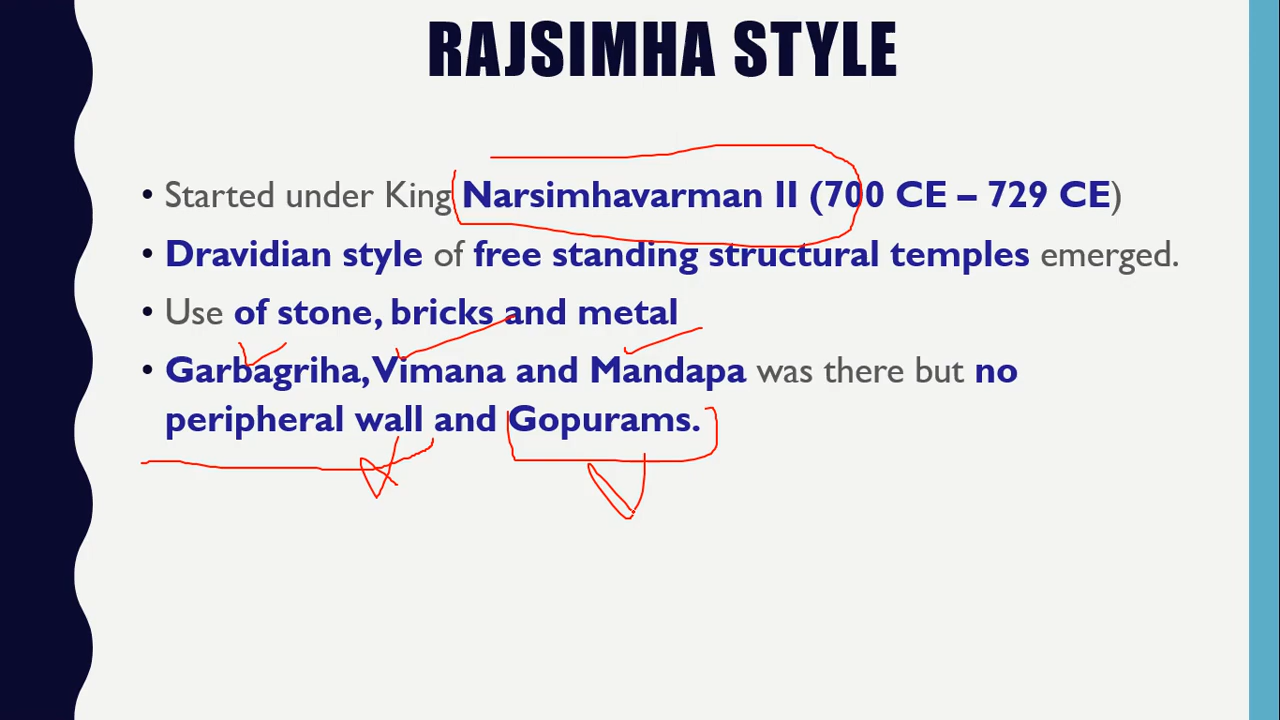 RAJSIMHA STYLE
• Started under King Narsimhavarman II (700 CE – 729 CE)
• Dravidian style of free standing structural temples emerged.
• Use of stone, bricks and metal
• Garbagriha, Vimana and Mandapa was there but no
peripheral wall and Gopurams.